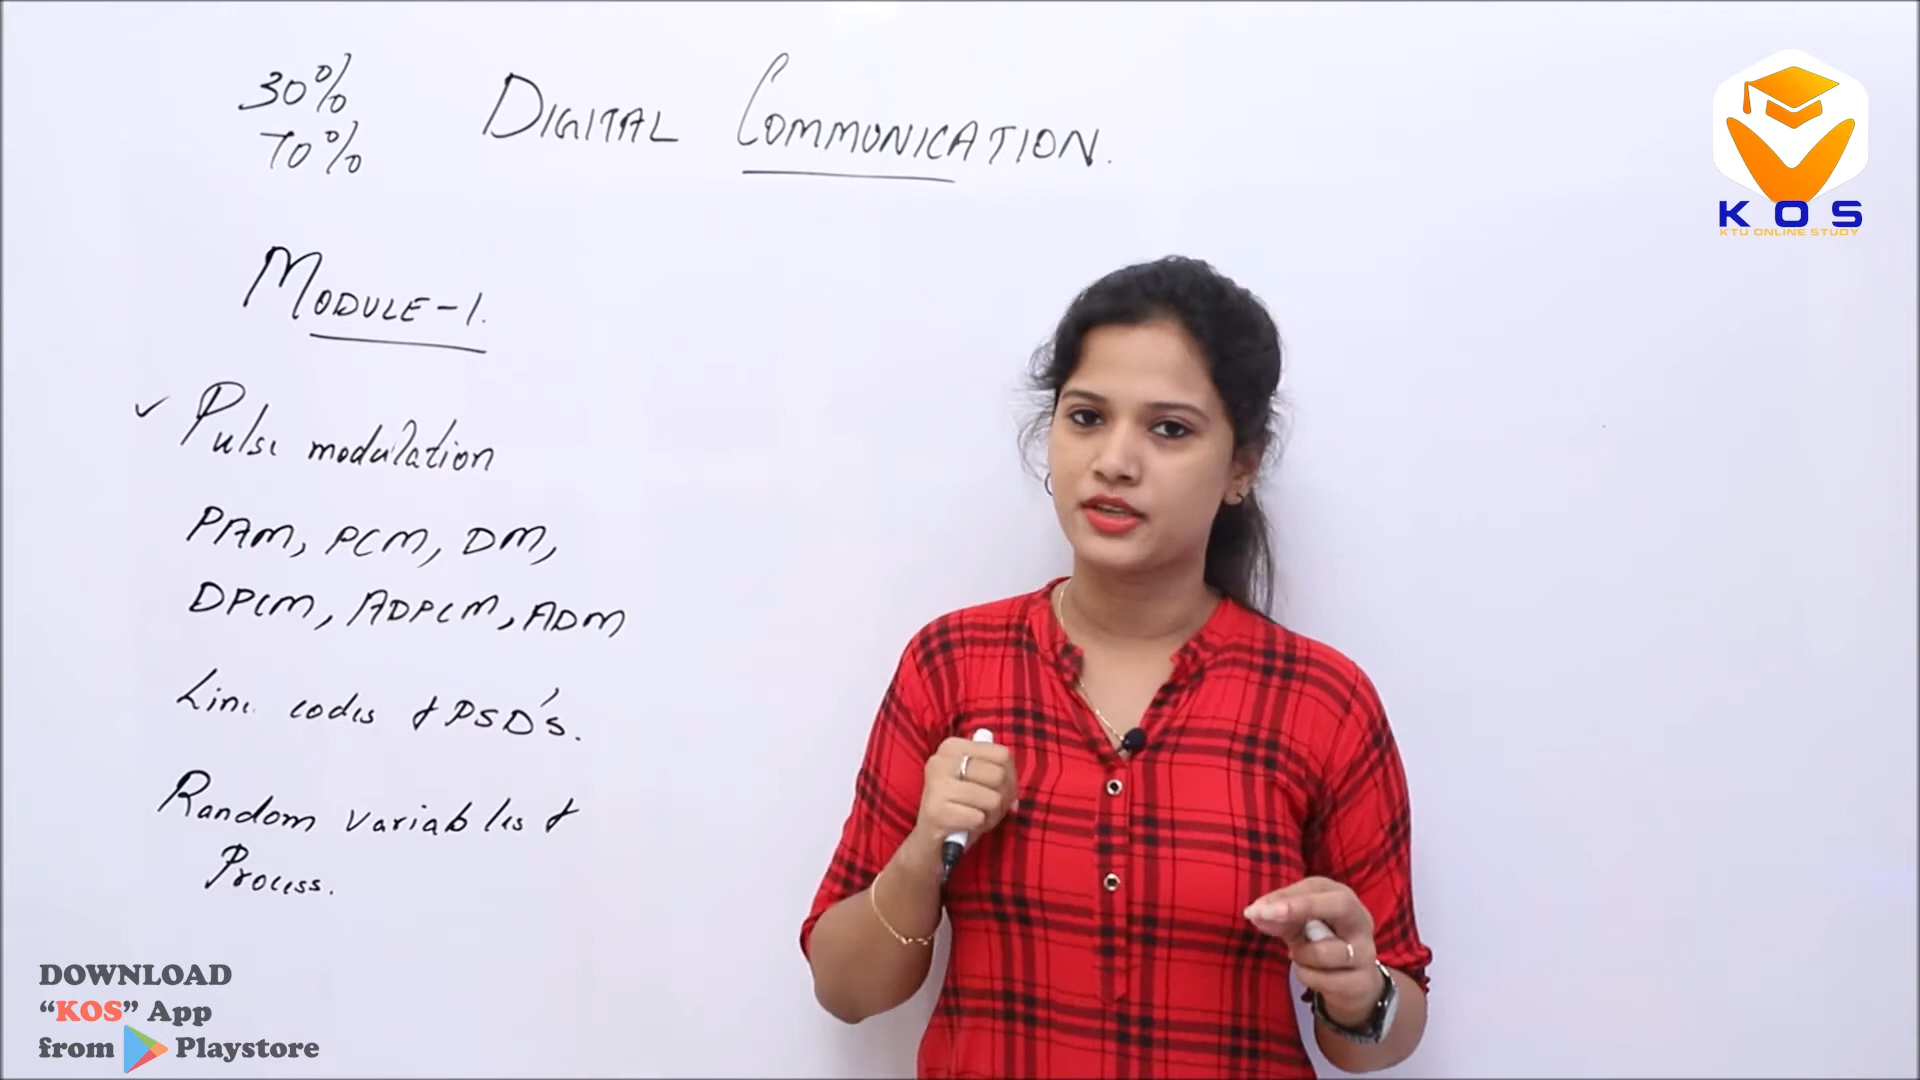 30%
70%
DIGITAL COMMUNICATION.
MODULE-1.
✓ Pulse modulation
PAM, PCM, DM,
DPCM, ADPCM, ADM
Line codes & PSD's.
Random variables &
Process.
KOS
KTU ONLINE STUDY
DOWNLOAD
“KOS” App
from Playstore